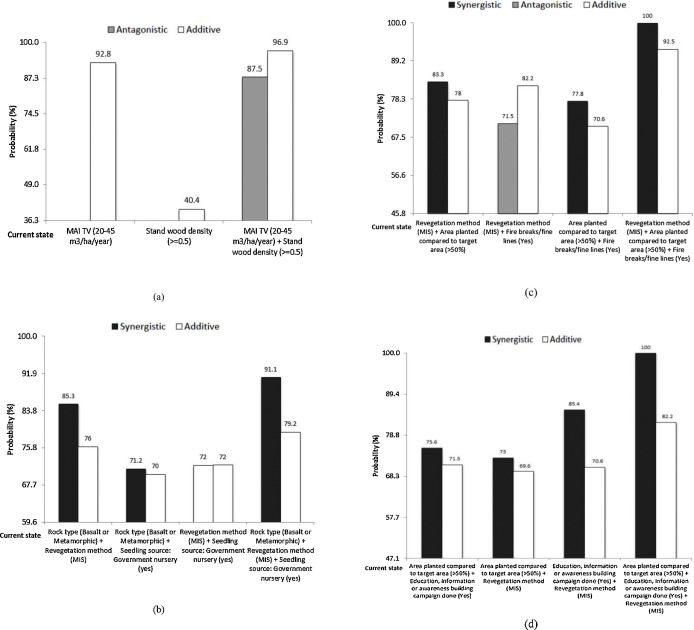 (a)
Antagonistic Additive
Probability (%)
100.0
87.3
74.5
61.8
49.0
36.3
92.8
40.4
87.5
96.9
Current state
MAI TV (20-45
m3/ha/year)
Stand wood density
(>=0.5)
MAI TV (20-45
m3/ha/year) + Stand
wood density (>=0.5)
(c)
Synergistic Antagonistic Additive
Probability (%)
100.0
89.2
78.3
67.5
56.6
45.8
83.3
78
71.5
82.2
77.8
70.6
100
92.5
Current state
Revegetation method
(MIS) + Area planted
compared to target
area (>50%)
Revegetation method
(MIS) + Fire breaks/fine
lines (Yes)
Area planted
compared to target
area (>50%) + Fire
breaks/fine lines (Yes)
Revegetation method
(MIS) + Area planted
compared to target
area (>50%) + Fire
breaks/fine lines (Yes)
(b)
Synergistic Additive
Probability (%)
100.0
91.9
83.8
75.8
67.7
59.6
85.3
76
71.2
70
72
72
91.1
79.2
Current state
Rock type (Basalt or
Metamorphic) +
Revegetation method
(MIS)
Rock type (Basalt or
Metamorphic) +
Seedling source:
Government nursery
(yes)
Revegetation method
(MIS) + Seedling
source: Government
nursery (yes)
Rock type (Basalt or
Metamorphic) +
Revegetation method
(MIS) + Seedling
source: Government
nursery (yes)
(d)
Synergistic Additive
Probability (%)
100.0
89.4
78.8
68.3
57.7
47.1
75.6
71.5
73
69.6
85.4
70.6
100
82.2
Current state
Area planted compared
to target area (>50%) +
Education, information
or awareness building
campaign done (Yes)
Area planted compared
to target area (>50%) +
Revegetation method
(MIS)
Education, information
or awareness building
campaign done (Yes) +
Revegetation method
(MIS)
Area planted compared
to target area (>50%) +
Education, information
or awareness building
campaign done (Yes) +
Revegetation method
(MIS)